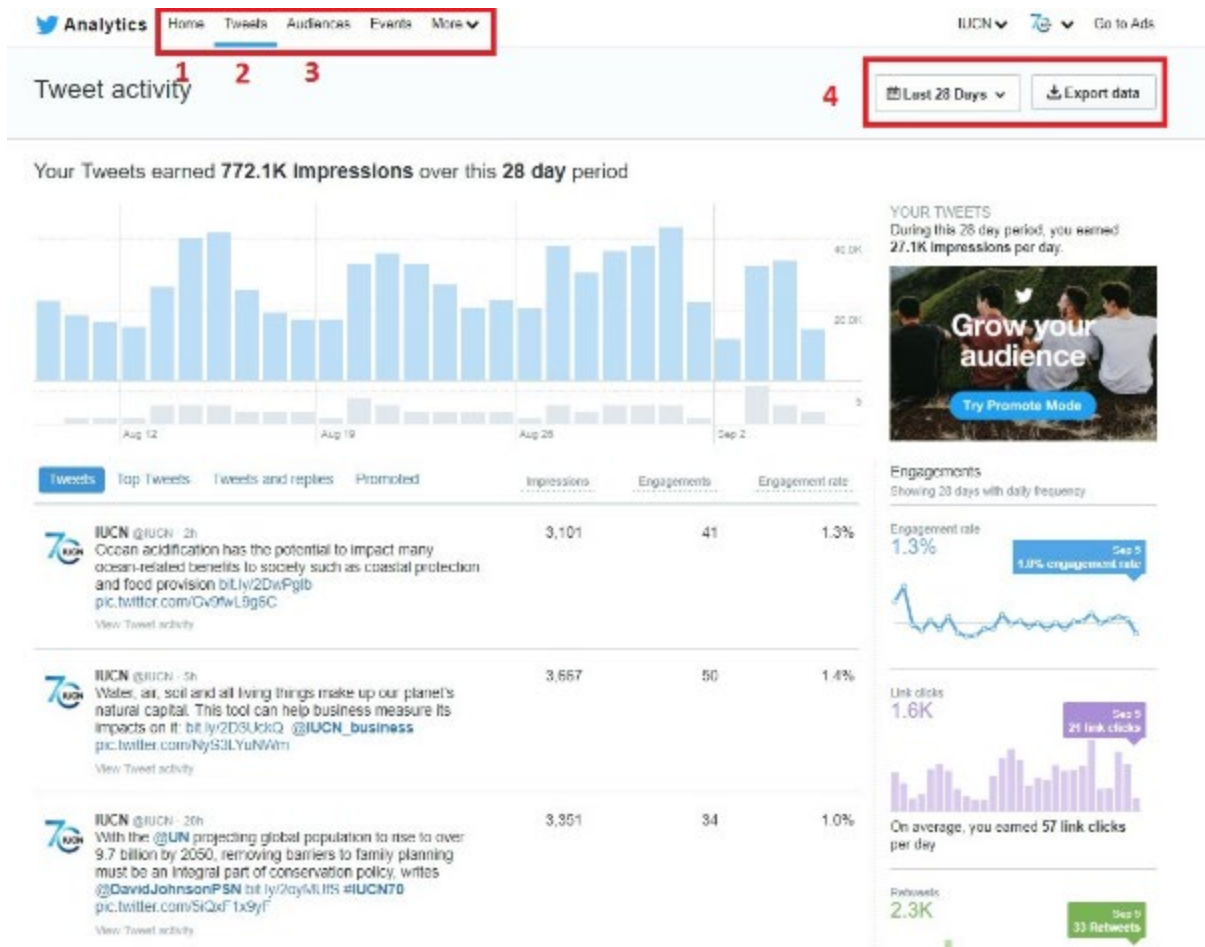 Analytics Home Tweets Audiences Events More IUCN Go to Ads
1 2 3
Tweet activity
4
Last 28 Days Export data
Your Tweets earned 772.1K Impressions over this 28 day period
YOUR TWEETS
During this 28 day period, you earned
27.1K Impressions per day.
40.0K
20.0K
5
Aug 12 Aug 19 Aug 26 Sep 2
Grow your
audience
Try Promote Mode
Tweets Top Tweets Tweets and replies Promoted Impressions Engagements Engagement rate
IUCN @IUCN · 2h 3,101 41 1.3%
Ocean acidification has the potential to impact many
ocean-related benefits to society such as coastal protection
and food provision
View Tweet activity
IUCN @IUCN · 5h 3,667 50 1.4%
Water, air, soil and all living things make up our planet's
natural capital. This tool can help business measure its
impacts on it: @IUCN_business
View Tweet activity
IUCN @IUCN · 20h 3,351 34 1.0%
With the @UN projecting global population to rise to over
9.7 billion by 2050, removing barriers to family planning
must be an integral part of conservation policy, writes
@DavidJohnsonPSN #IUCN70
View Tweet activity
Engagements
Showing 28 days with daily frequency
Engagement rate
1.3%
Sep 5
engagement rate
Link clicks
1.6K
Sep 5
21 link clicks
On average, you earned 57 link clicks
per day
Retweets
2.3K
Sep 5
33 Retweets